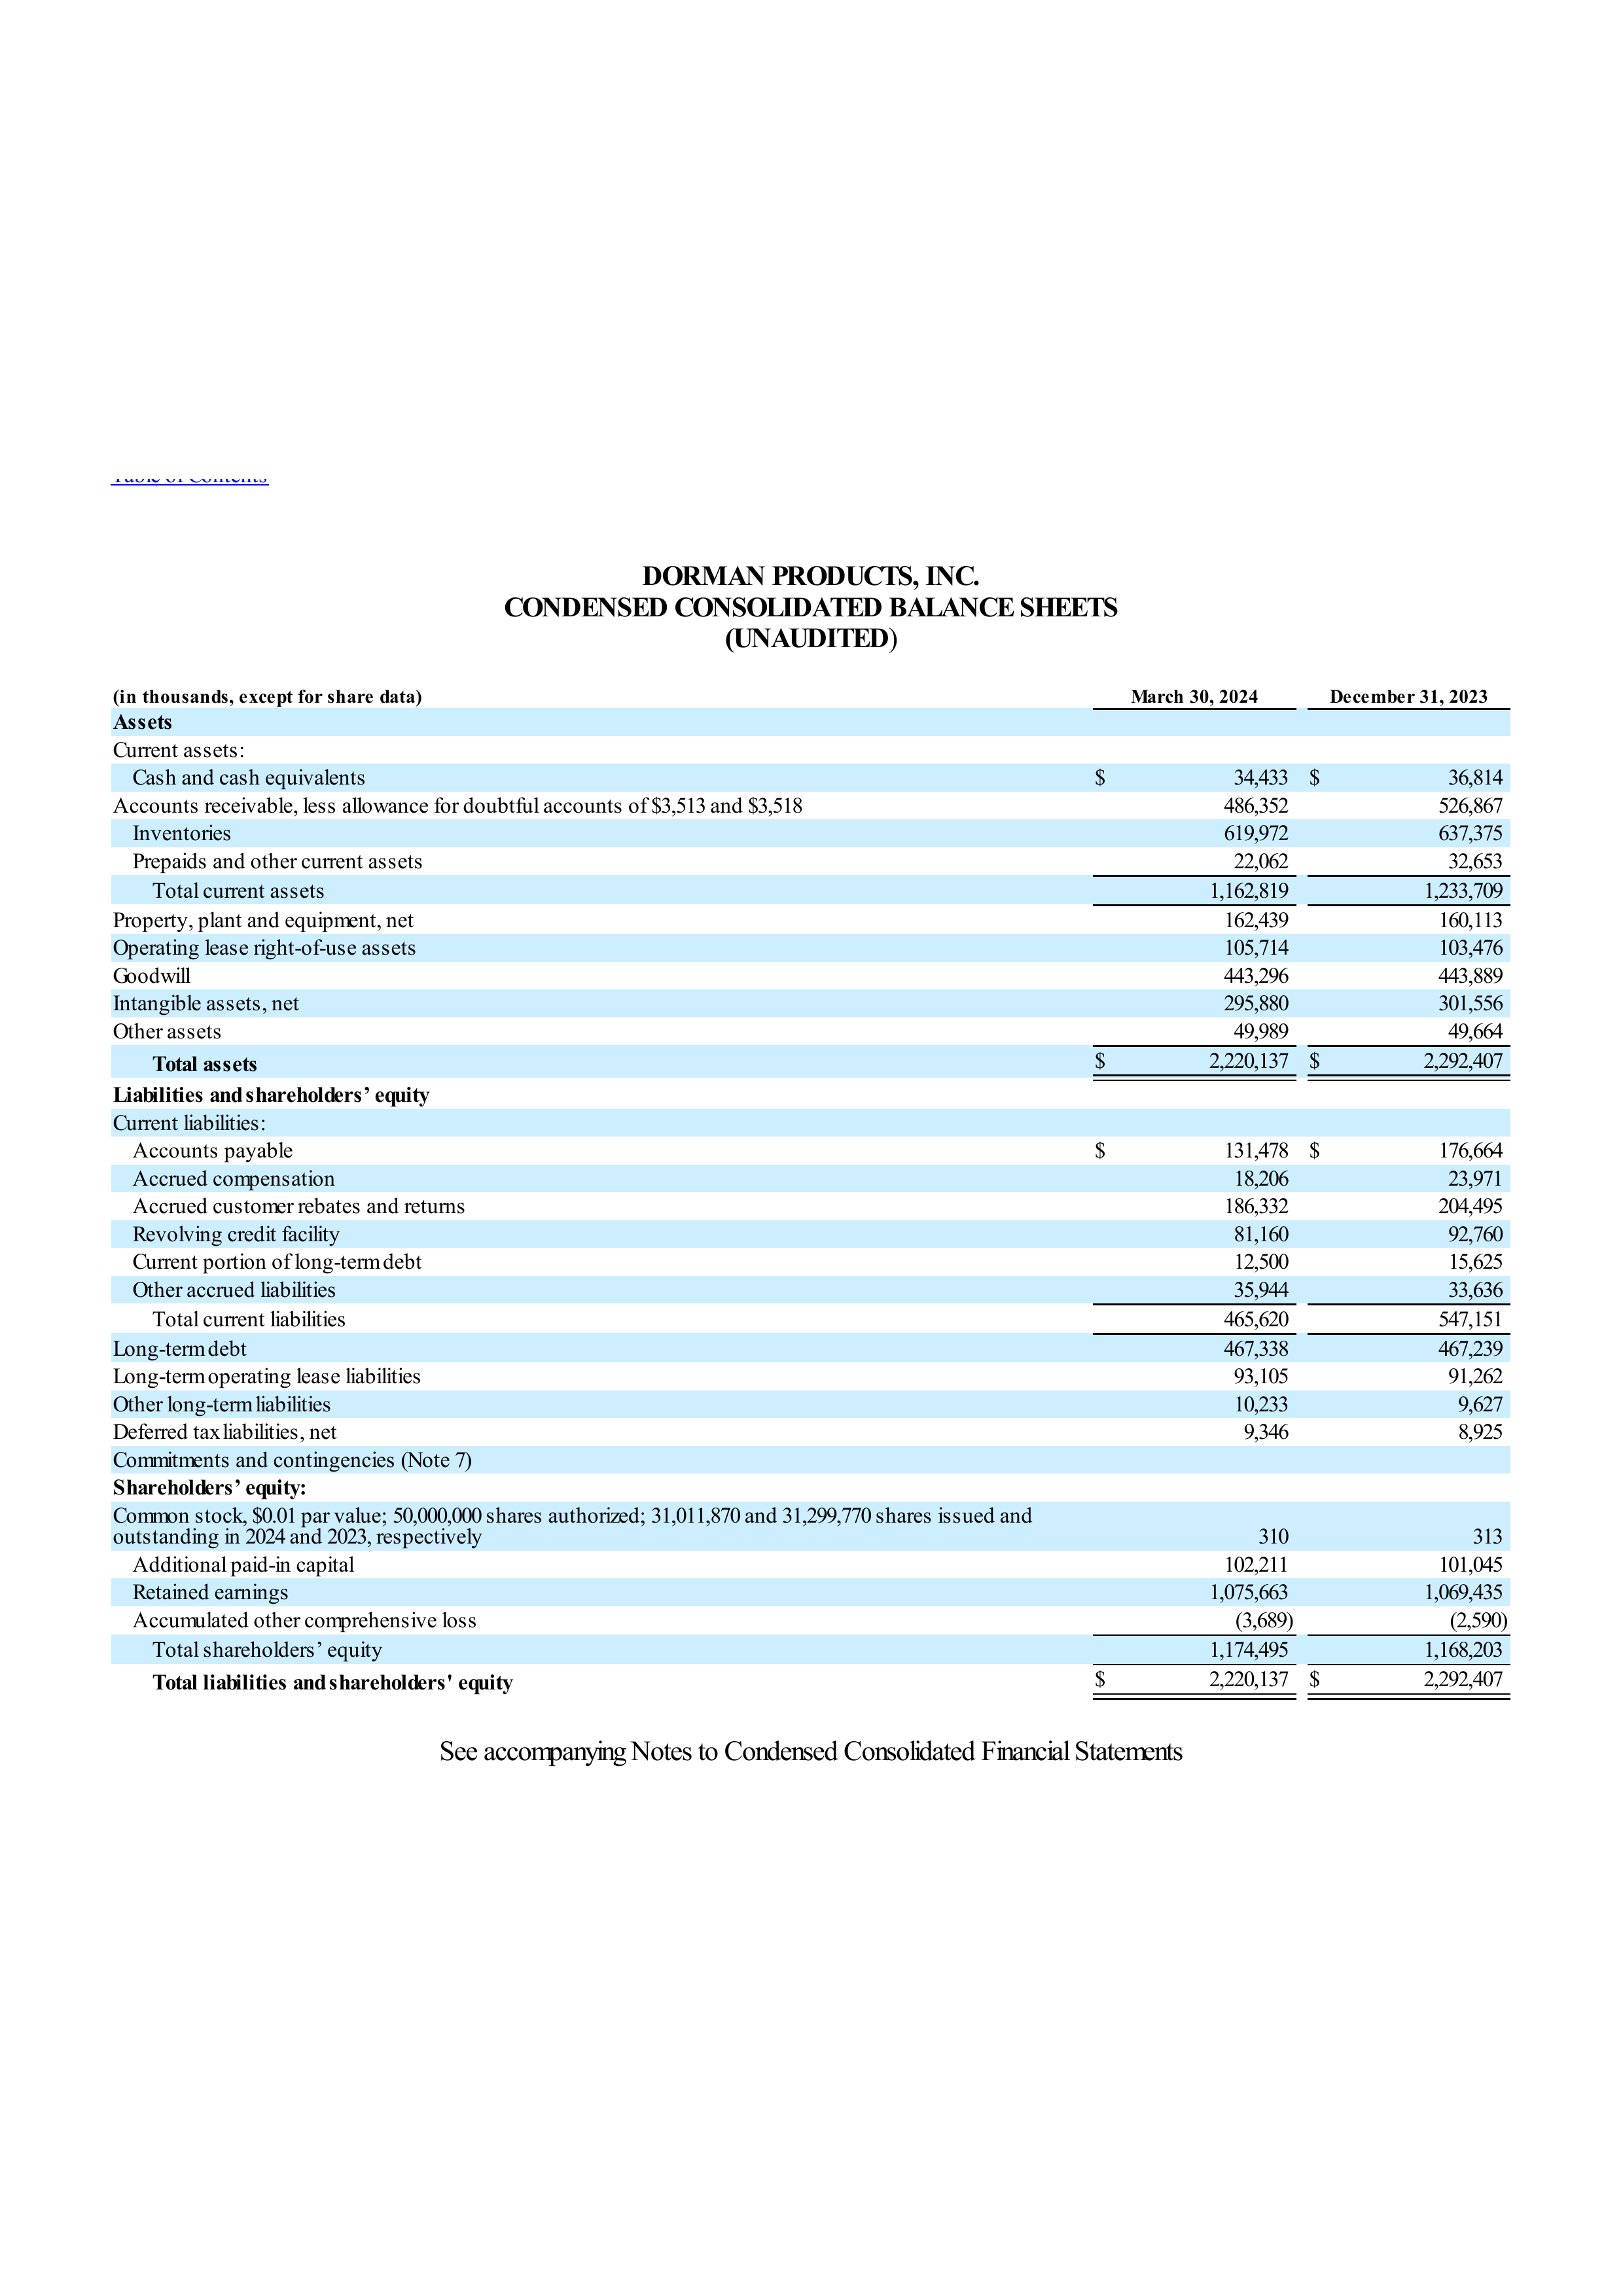 Table of Contents
DORMAN PRODUCTS, INC.
CONDENSED CONSOLIDATED BALANCE SHEETS
(UNAUDITED)
(in thousands, except for share data) March 30, 2024 December 31, 2023
Assets
Current assets:
Cash and cash equivalents $ 34,433 $ 36,814
Accounts receivable, less allowance for doubtful accounts of $3,513 and $3,518 486,352 526,867
Inventories 619,972 637,375
Prepaids and other current assets 22,062 32,653
Total current assets 1,162,819 1,233,709
Property, plant and equipment, net 162,439 160,113
Operating lease right-of-use assets 105,714 103,476
Goodwill 443,296 443,889
Intangible assets, net 295,880 301,556
Other assets 49,989 49,664
Total assets $ 2,220,137 $ 2,292,407
Liabilities and shareholders’ equity
Current liabilities:
Accounts payable $ 131,478 $ 176,664
Accrued compensation 18,206 23,971
Accrued customer rebates and returns 186,332 204,495
Revolving credit facility 81,160 92,760
Current portion of long-term debt 12,500 15,625
Other accrued liabilities 35,944 33,636
Total current liabilities 465,620 547,151
Long-term debt 467,338 467,239
Long-term operating lease liabilities 93,105 91,262
Other long-term liabilities 10,233 9,627
Deferred tax liabilities, net 9,346 8,925
Commitments and contingencies (Note 7)
Shareholders’ equity:
Common stock, $0.01 par value; 50,000,000 shares authorized; 31,011,870 and 31,299,770 shares issued and
outstanding in 2024 and 2023, respectively 310 313
Additional paid-in capital 102,211 101,045
Retained earnings 1,075,663 1,069,435
Accumulated other comprehensive loss (3,689) (2,590)
Total shareholders’ equity 1,174,495 1,168,203
Total liabilities and shareholders' equity $ 2,220,137 $ 2,292,407
See accompanying Notes to Condensed Consolidated Financial Statements